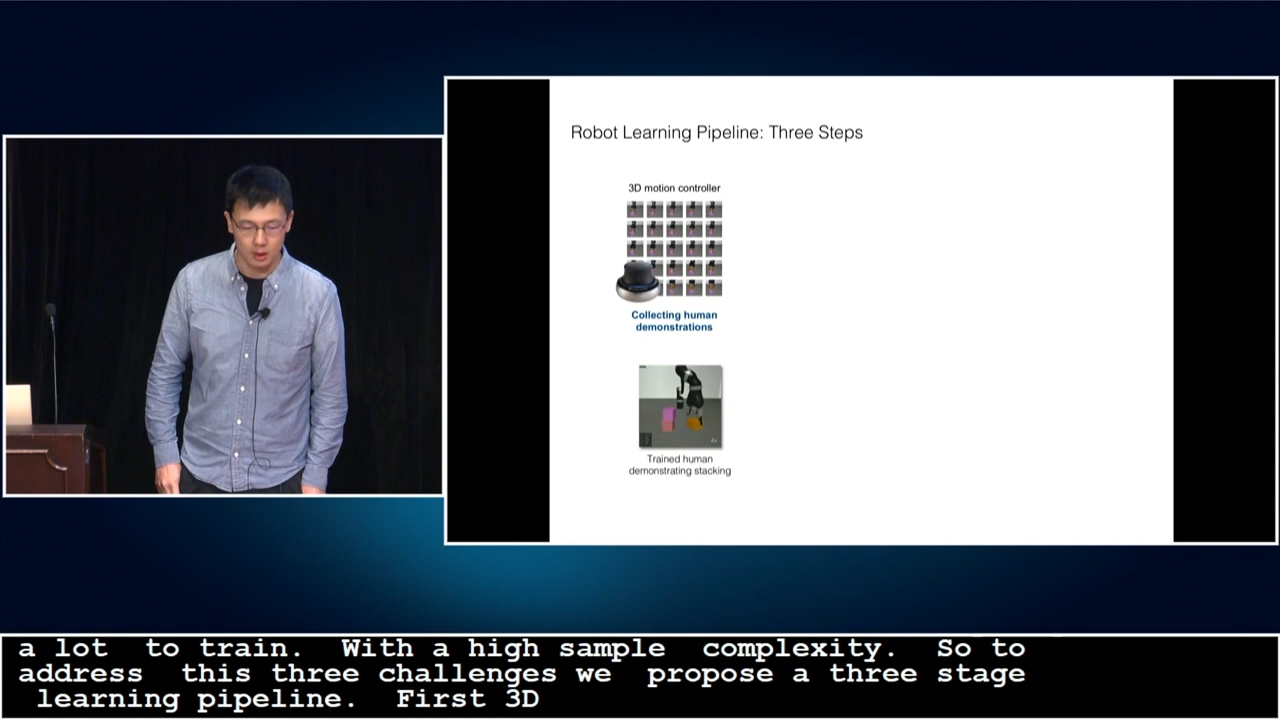 Robot Learning Pipeline: Three Steps
3D motion controller
Collecting human
demonstrations
Trained human
demonstrating stacking
a lot to train. With a high sample complexity. So to
address this three challenges we propose a three stage
learning pipeline. First 3D